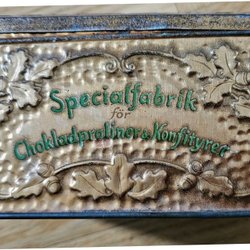 Specialfabrik
för
Chokladpraliner & Konfityrer